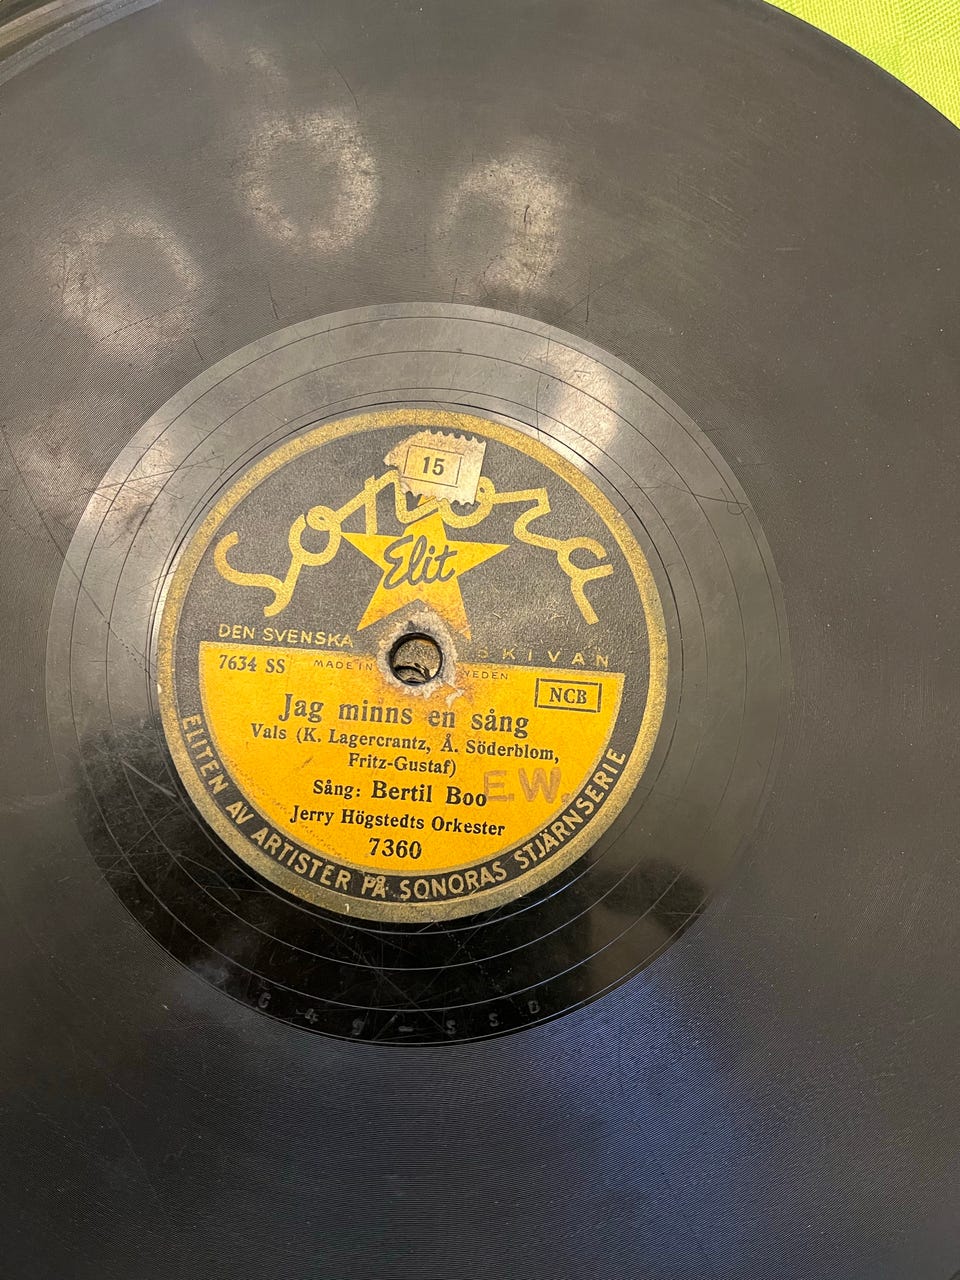 15
Sonora
Elit
DEN SVENSKA SKIVAN
7634 SS
MADE IN SWEDEN
NCB
Jag minns en sång
Vals (K. Lagercrantz, Å. Söderblom,
Fritz-Gustaf)
Sång: Bertil Boo
E.W.
Jerry Högstedts Orkester
7360
ELITEN AV ARTISTER PÅ SONORAS STJÄRNSERIE